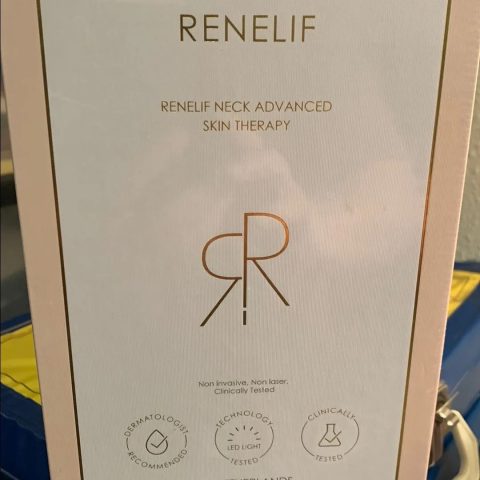 RENELIF
RENELIF NECK ADVANCED
SKIN THERAPY
Non invasive, Non laser,
Clinically Tested
DERMATOLOGIST
RECOMMENDED
TECHNOLOGY
LED LIGHT
TESTED
CLINICALLY
TESTED